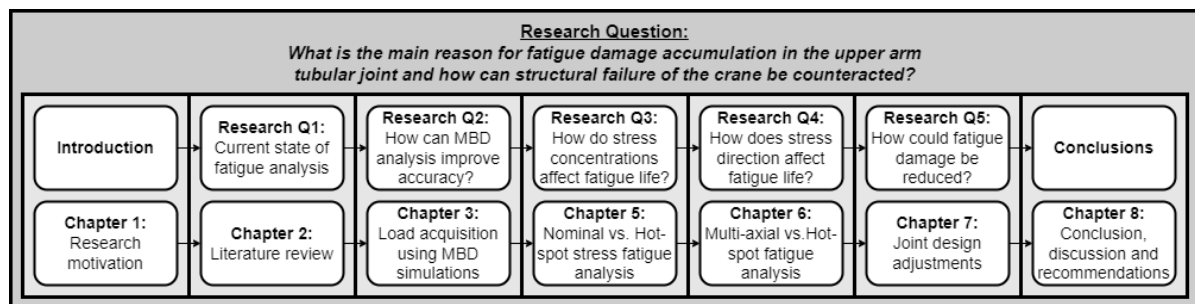 Research Question:
What is the main reason for fatigue damage accumulation in the upper arm
tubular joint and how can structural failure of the crane be counteracted?
Introduction
Research Q1:
Current state of
fatigue analysis
Research Q2:
How can MBD
analysis improve
accuracy?
Research Q3:
How do stress
concentrations
affect fatigue life?
Research Q4:
How does stress
direction affect
fatigue life?
Research Q5:
How could fatigue
damage be
reduced?
Conclusions
Chapter 1:
Research
motivation
Chapter 2:
Literature review
Chapter 3:
Load acquisition
using MBD
simulations
Chapter 5:
Nominal vs. Hot-
spot stress fatigue
analysis
Chapter 6:
Multi-axial vs.Hot-
spot fatigue
analysis
Chapter 7:
Joint design
adjustments
Chapter 8:
Conclusion,
discussion and
recommendations